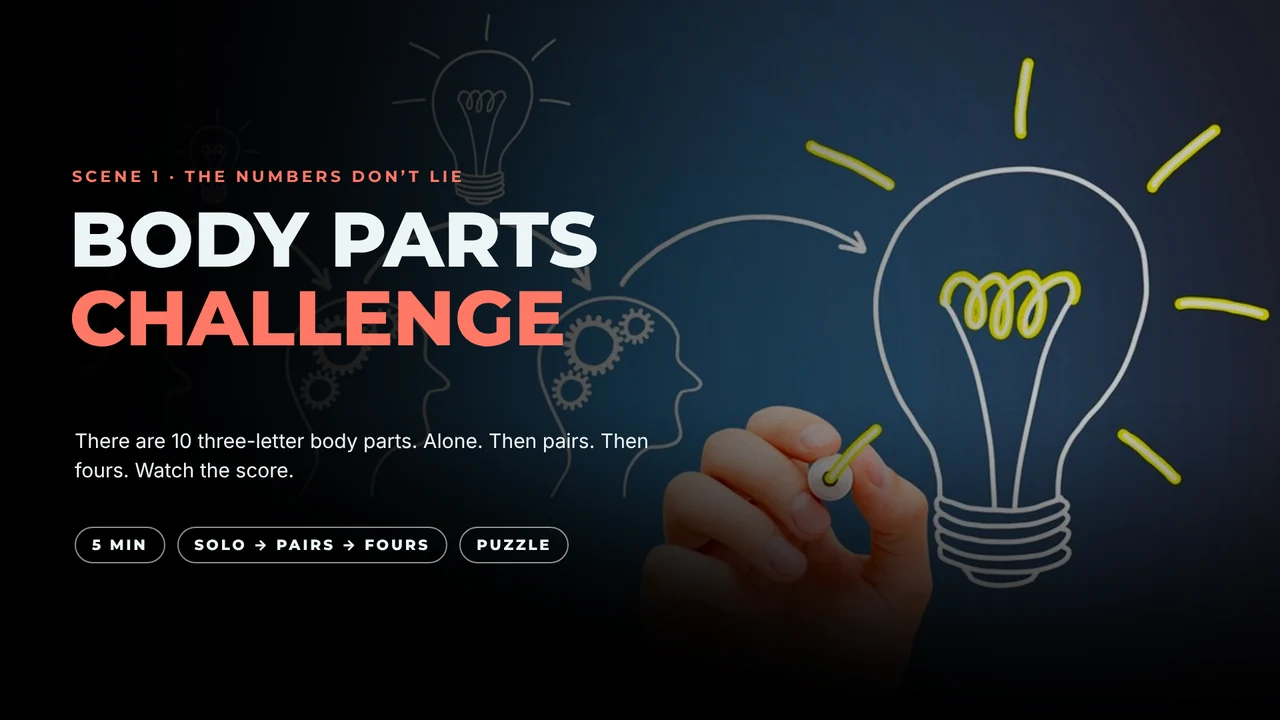 SCENE 1 · THE NUMBERS DON’T LIE
BODY PARTS
CHALLENGE
There are 10 three-letter body parts. Alone. Then pairs. Then
fours. Watch the score.
5 MIN
SOLO → PAIRS → FOURS
PUZZLE